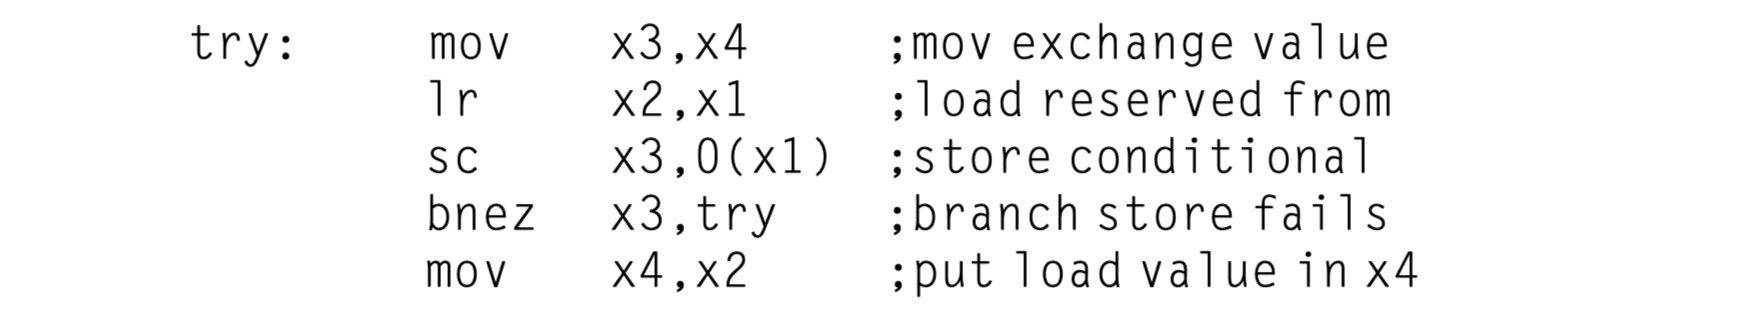 try: mov x3,x4 ;mov exchange value
lr x2,x1 ;load reserved from
sc x3,0(x1) ;store conditional
bnez x3,try ;branch store fails
mov x4,x2 ;put load value in x4